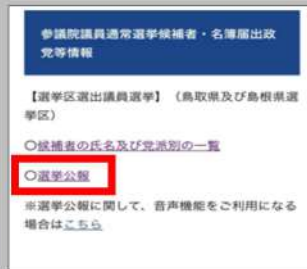 参議院議員通常選挙候補者・名簿届出政
党等情報
【選挙区選出議員選挙】（鳥取県及び島根県選
挙区）
○候補者の氏名及び党派別の一覧
○選挙公報
※選挙公報に関して、音声機能をご利用になる
場合はこちら